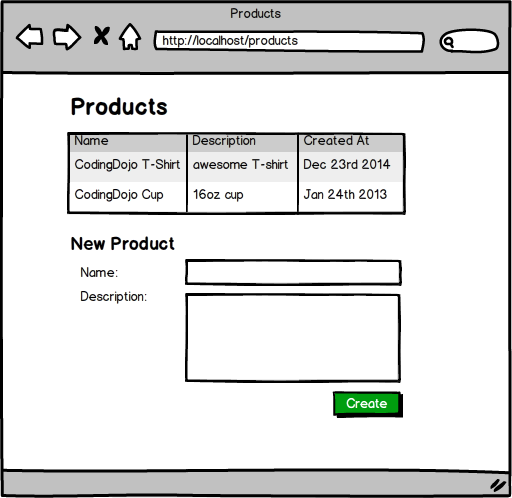 Products
http://localhost/products
Products
Name Description Created At
CodingDojo T-Shirt awesome T-shirt Dec 23rd 2014
CodingDojo Cup 16oz cup Jan 24th 2013
New Product
Name:
Description:
Create